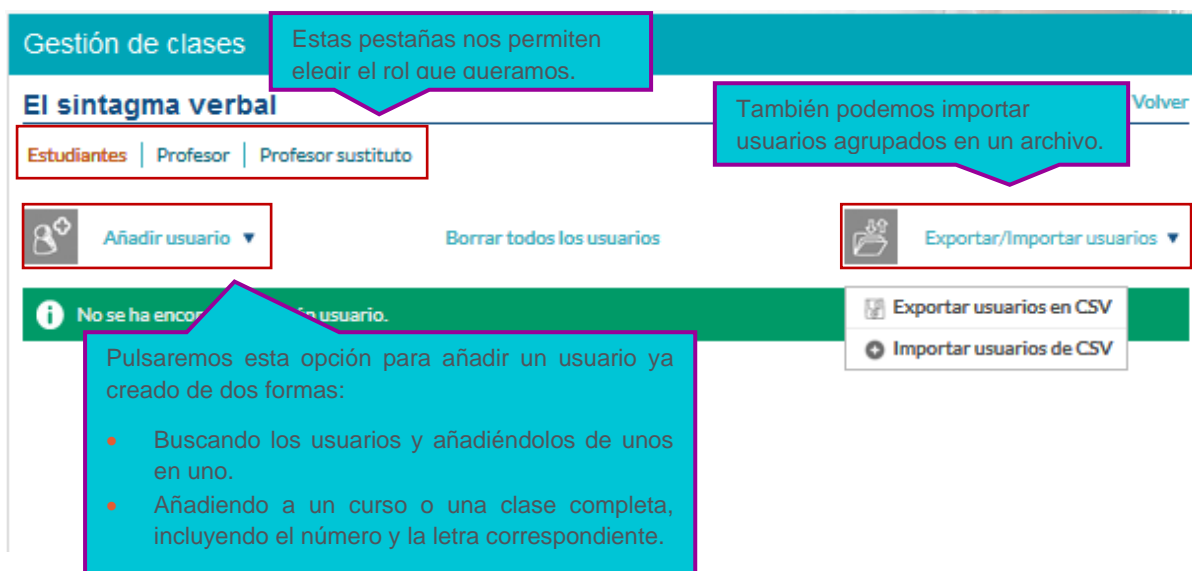 Gestión de clases
Estas pestañas nos permiten
elegir el rol que queramos.
El sintagma verbal
Volver
También podemos importar
usuarios agrupados en un archivo.
Estudiantes | Profesor | Profesor sustituto
Añadir usuario ▼
Borrar todos los usuarios
Exportar/Importar usuarios ▼
Exportar usuarios en CSV
Importar usuarios de CSV
No se ha usuario.
Pulsaremos esta opción para añadir un usuario ya
creado de dos formas:
• Buscando los usuarios y añadiéndolos de unos
en uno.
• Añadiendo a un curso o una clase completa,
incluyendo el número y la letra correspondiente.